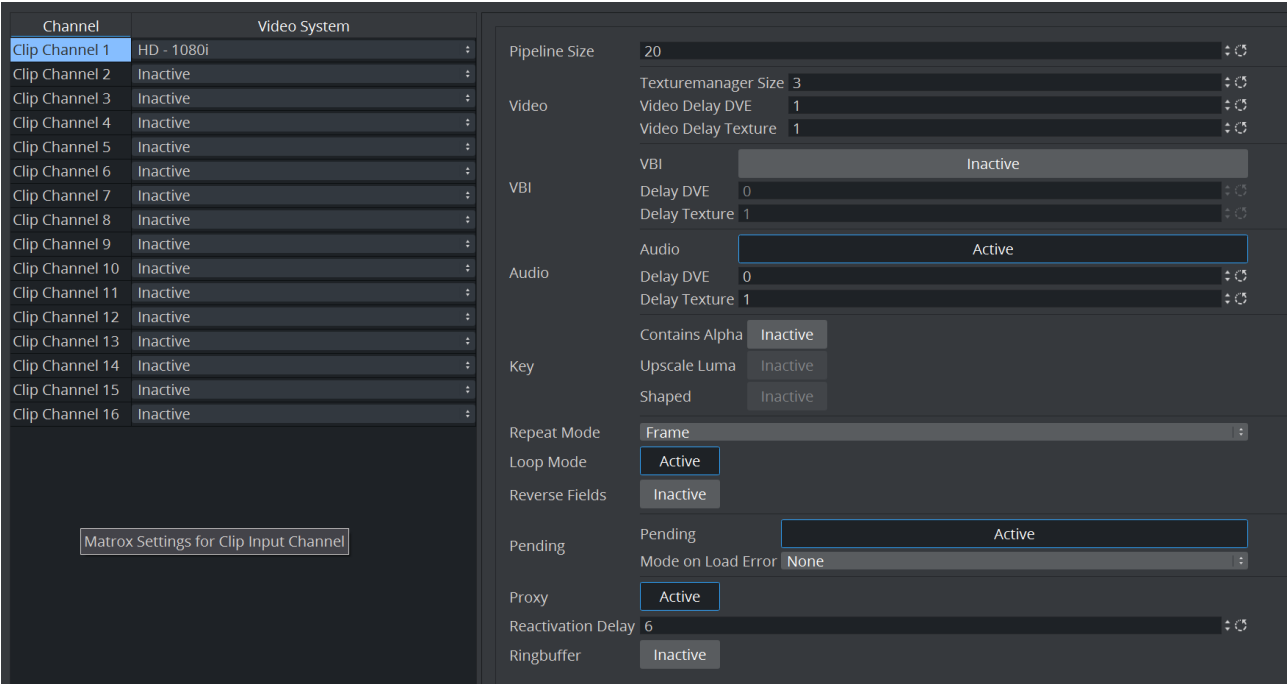 Channel Video System
Clip Channel 1 HD - 1080i
Clip Channel 2 Inactive
Clip Channel 3 Inactive
Clip Channel 4 Inactive
Clip Channel 5 Inactive
Clip Channel 6 Inactive
Clip Channel 7 Inactive
Clip Channel 8 Inactive
Clip Channel 9 Inactive
Clip Channel 10 Inactive
Clip Channel 11 Inactive
Clip Channel 12 Inactive
Clip Channel 13 Inactive
Clip Channel 14 Inactive
Clip Channel 15 Inactive
Clip Channel 16 Inactive
Matrox Settings for Clip Input Channel
Pipeline Size 20
Video
Texturemanager Size 3
Video Delay DVE 1
Video Delay Texture 1
VBI
VBI Inactive
Delay DVE 0
Delay Texture 1
Audio
Audio Active
Delay DVE 0
Delay Texture 1
Key
Contains Alpha Inactive
Upscale Luma Inactive
Shaped Inactive
Repeat Mode Frame
Loop Mode Active
Reverse Fields Inactive
Pending
Pending Active
Mode on Load Error None
Proxy Active
Reactivation Delay 6
Ringbuffer Inactive